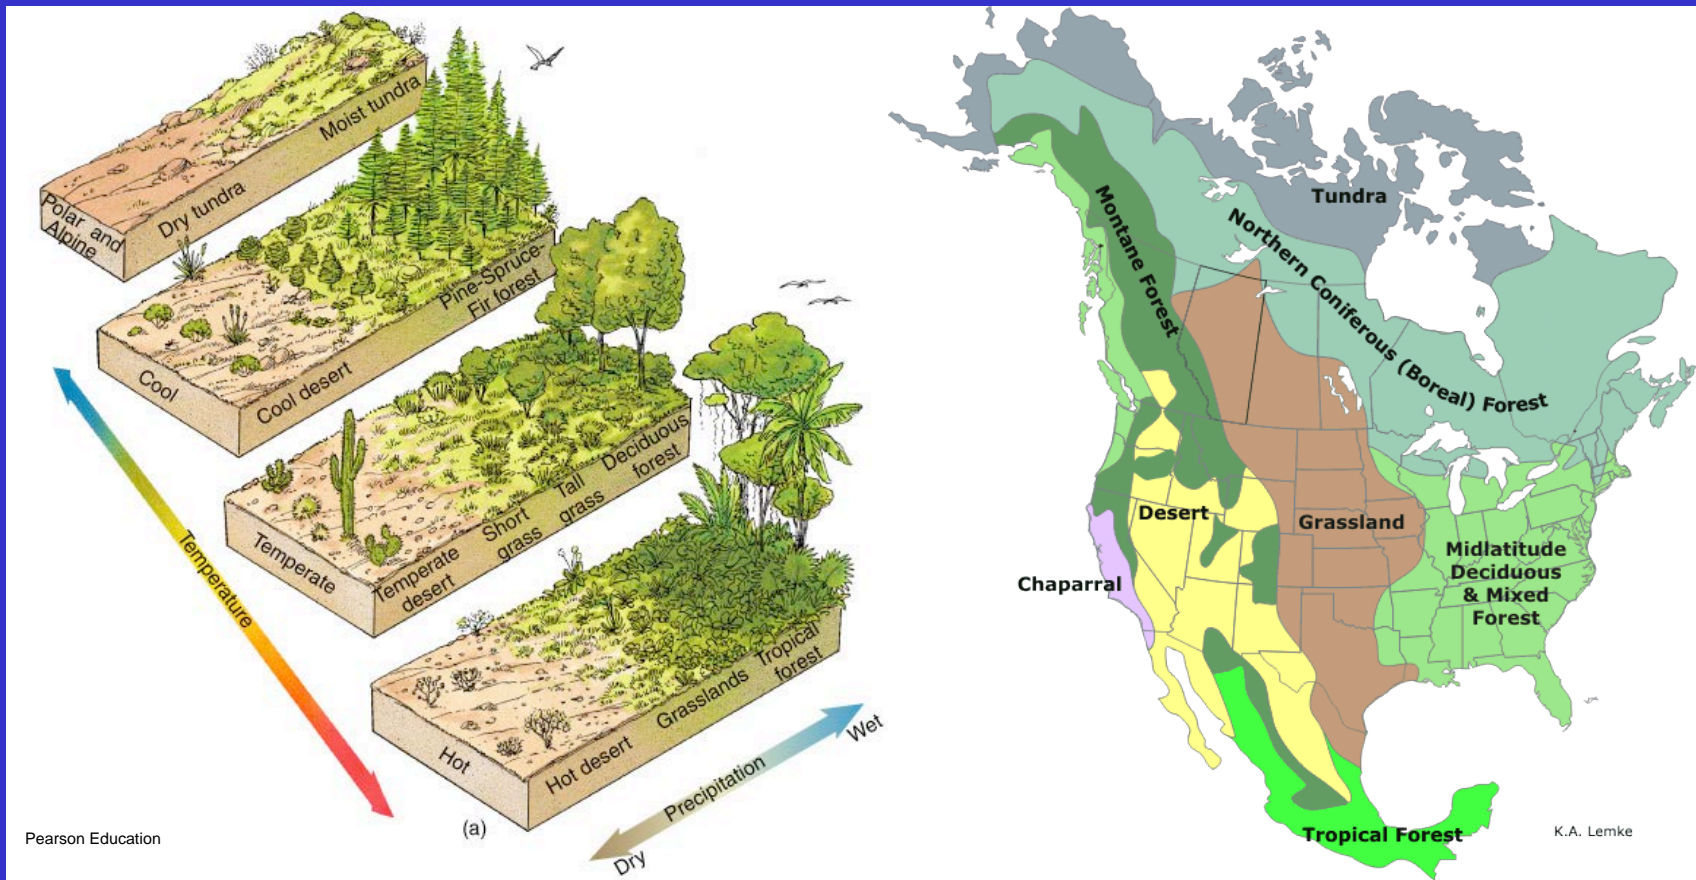 Moist tundra
Dry tundra
Polar and
Alpine
Pine-Spruce-
Fir forest
Cool desert
Cool
Deciduous
forest
Tall
grass
Short
grass
Temperate
desert
Temperate
Tropical
forest
Grasslands
Hot desert
Hot
Temperature
Precipitation
Wet
Dry
(a)
Pearson Education
Tundra
Northern Coniferous (Boreal) Forest
Montane Forest
Desert
Grassland
Chaparral
Midlatitude
Deciduous
& Mixed
Forest
Tropical Forest
K.A. Lemke